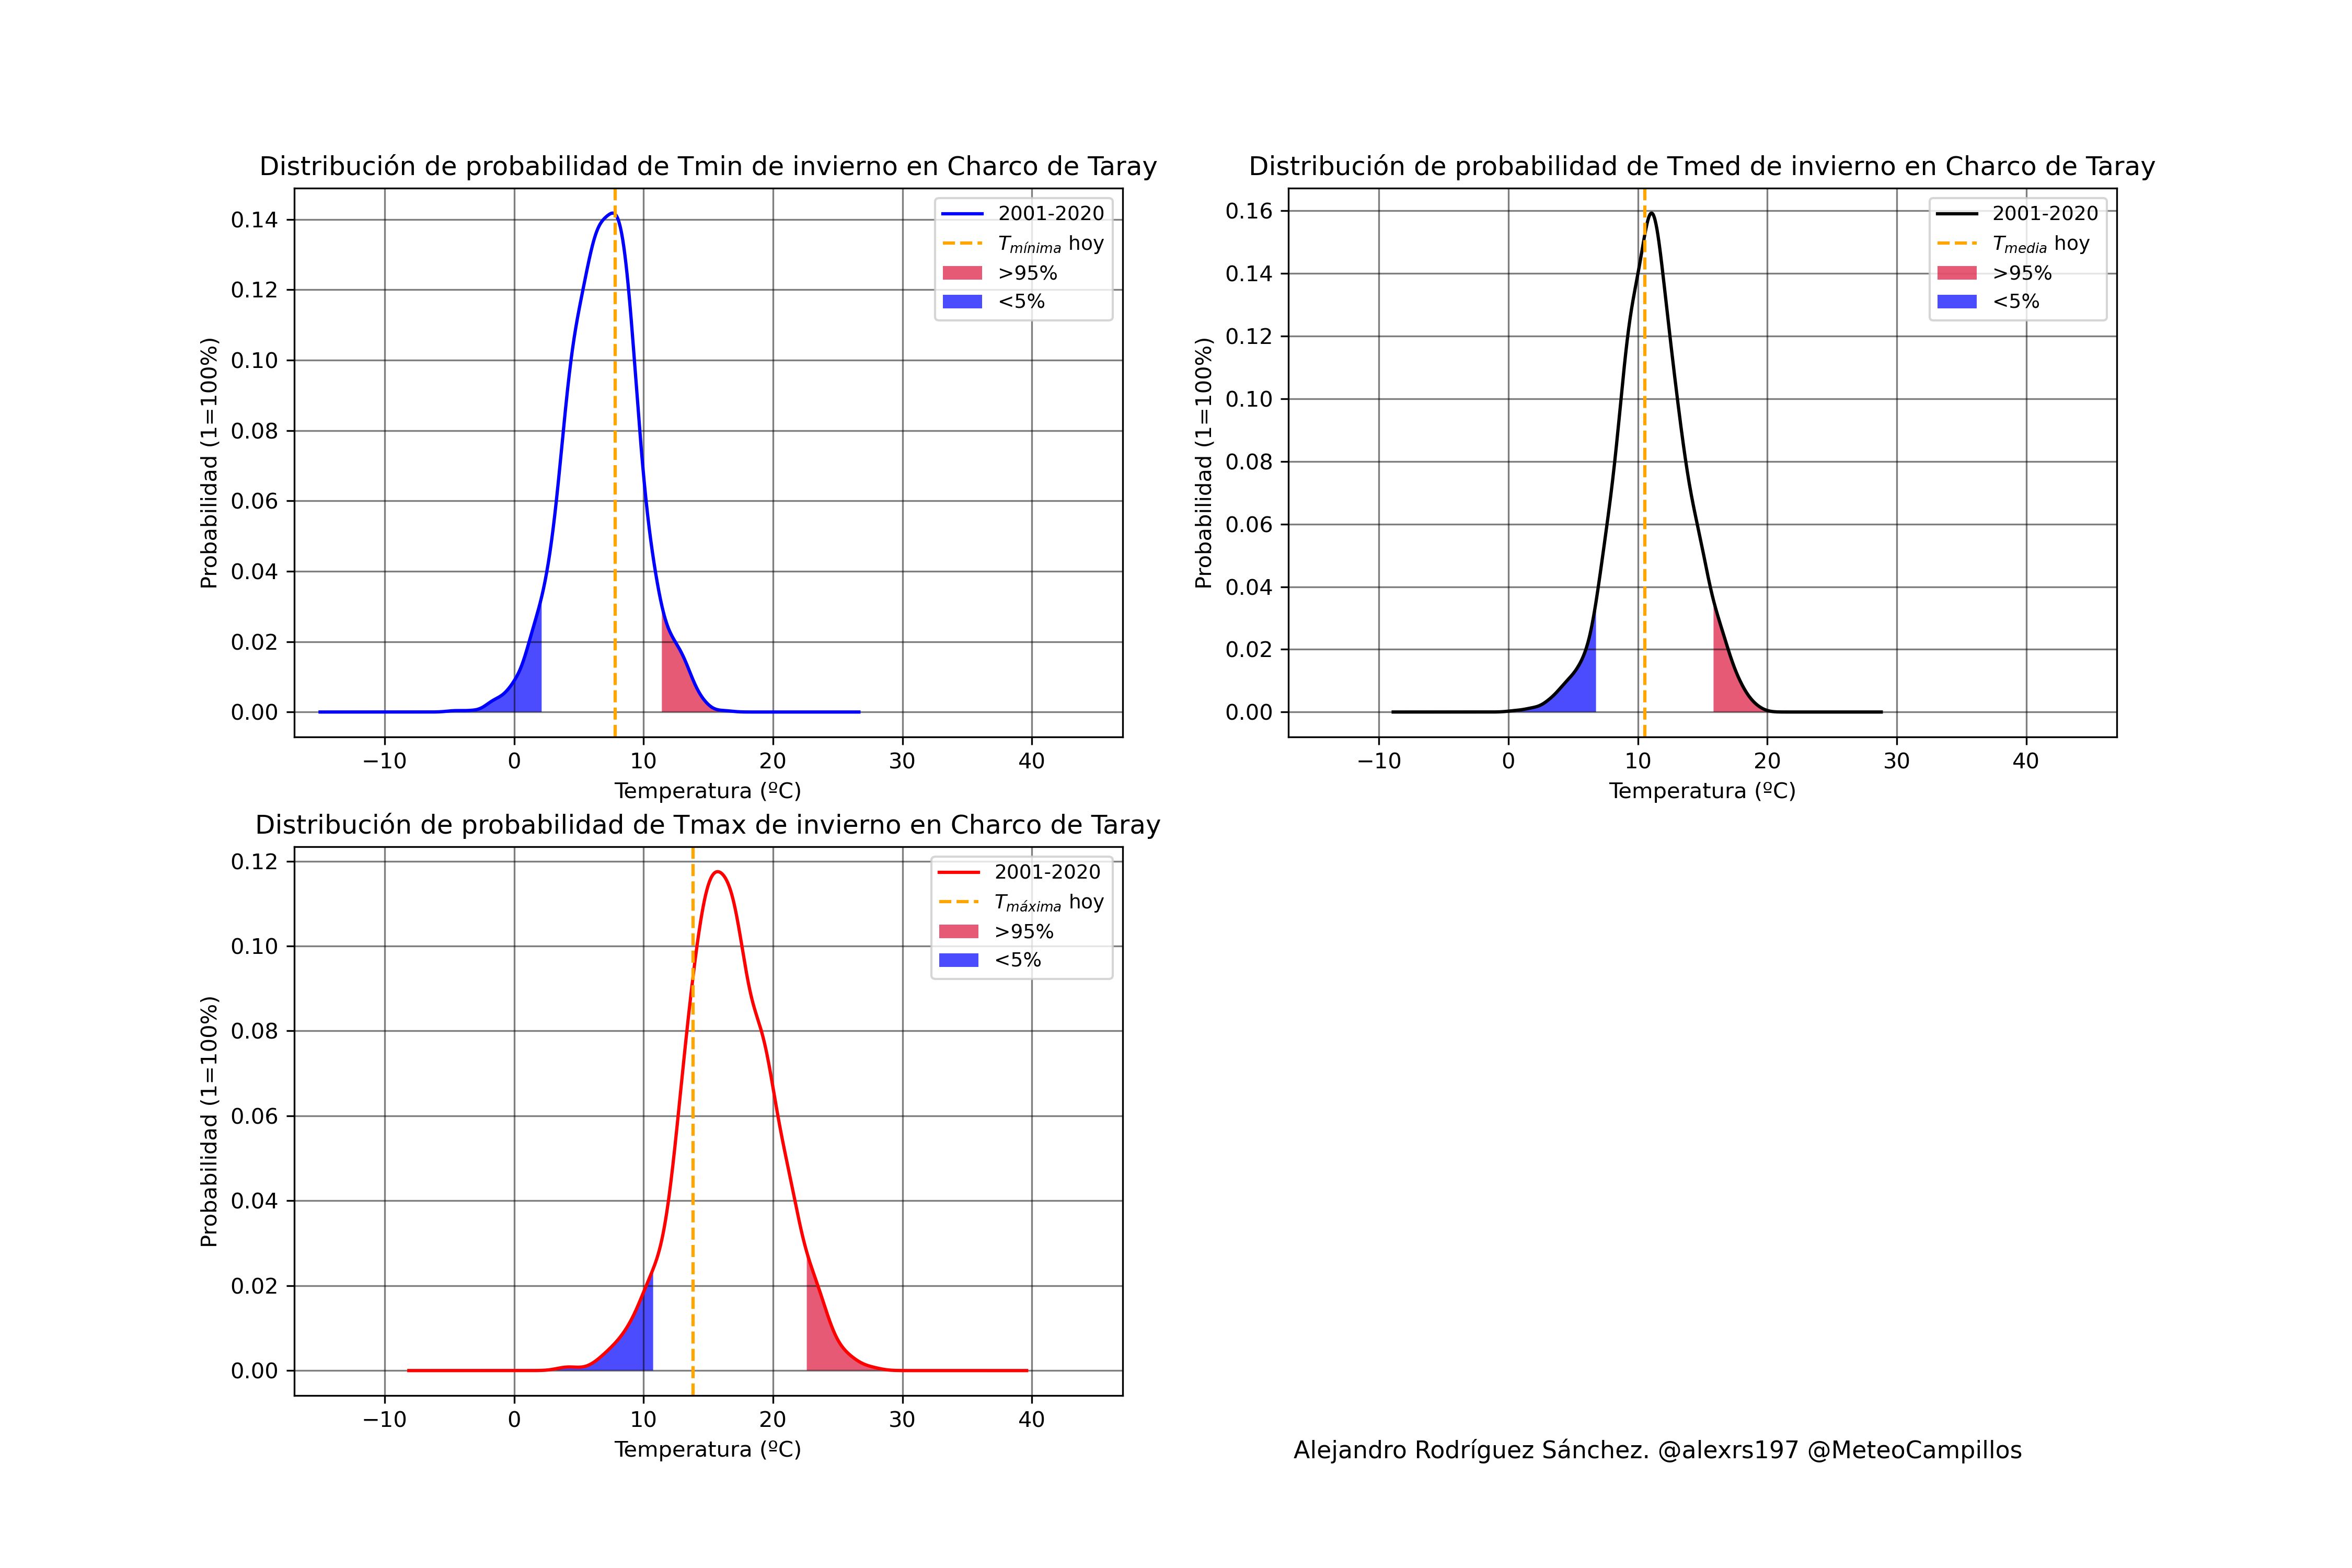 Distribución de probabilidad de Tmin de invierno en Charco de Taray
Probabilidad (1=100%)
0.14
0.12
0.10
0.08
0.06
0.04
0.02
0.00
−10 0 10 20 30 40
Temperatura (ºC)
2001-2020
Tmínima hoy
>95%
<5%
Distribución de probabilidad de Tmed de invierno en Charco de Taray
Probabilidad (1=100%)
0.16
0.14
0.12
0.10
0.08
0.06
0.04
0.02
0.00
−10 0 10 20 30 40
Temperatura (ºC)
2001-2020
Tmedia hoy
>95%
<5%
Distribución de probabilidad de Tmax de invierno en Charco de Taray
Probabilidad (1=100%)
0.12
0.10
0.08
0.06
0.04
0.02
0.00
−10 0 10 20 30 40
Temperatura (ºC)
2001-2020
Tmáxima hoy
>95%
<5%
Alejandro Rodríguez Sánchez. @alexrs197 @MeteoCampillos